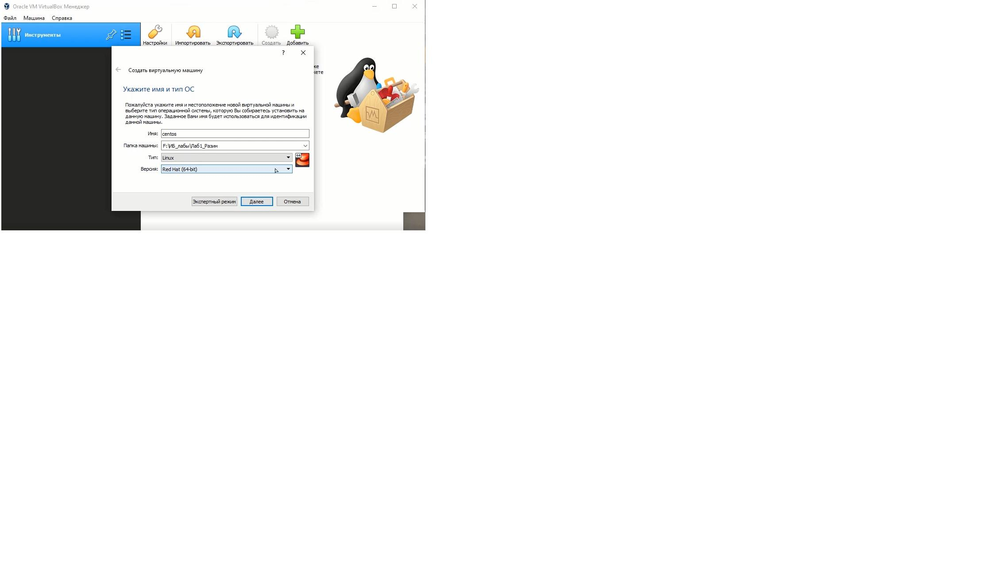 Oracle VM VirtualBox Менеджер
Файл Машина Справка
Инструменты
Настройки Импортировать Экспортировать Создать Добавить
?
же
жете
Создать виртуальную машину
Укажите имя и тип ОС
Пожалуйста укажите имя и местоположение новой виртуальной машины и
выберите тип операционной системы, которую Вы собираетесь установить на
данную машину. Заданное Вами имя будет использоваться для идентификации
данной машины.
Имя: centos
Папка машины: F:\ИБ_лабы\Лаб1_Разин
Тип: Linux
64
Версия: Red Hat (64-bit)
Экспертный режим Далее Отмена